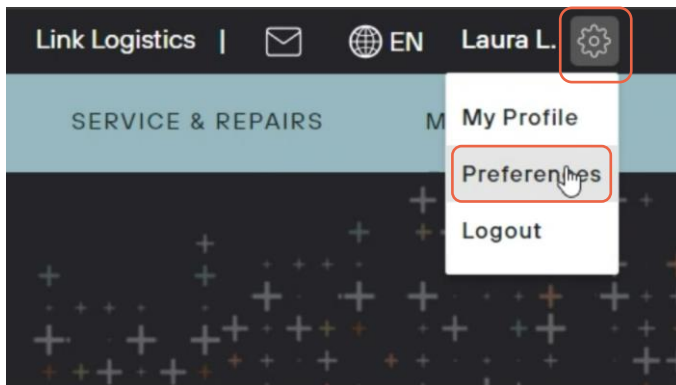 Link Logistics | EN Laura L.
SERVICE & REPAIRS M
My Profile
Preferences
Logout